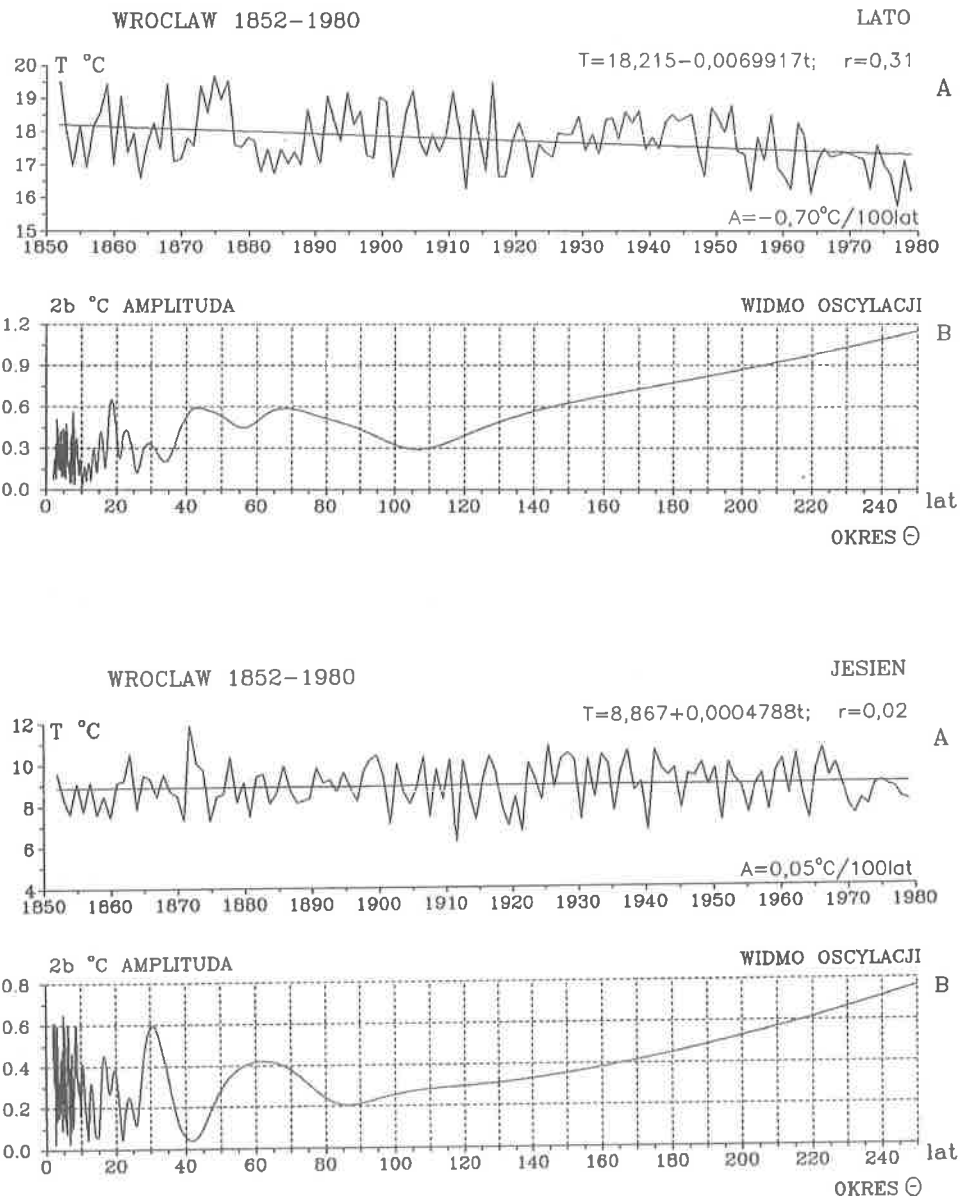 WROCLAW 1852-1980 LATO
T=18,215-0,0069917t; r=0,31
T °C A
20
19
18
17
16
15
A=-0,70°C/100lat
1850 1860 1870 1880 1890 1900 1910 1920 1930 1940 1950 1960 1970 1980
2b °C AMPLITUDA WIDMO OSCYLACJI
B
1.2
0.9
0.6
0.3
0.0
0 20 40 60 80 100 120 140 160 180 200 220 240 lat
OKRES Θ
WROCLAW 1852-1980 JESIEN
T=8,867+0,0004788t; r=0,02
T °C A
12
10
8
6
4
A=0,05°C/100lat
1850 1860 1870 1880 1890 1900 1910 1920 1930 1940 1950 1960 1970 1980
2b °C AMPLITUDA WIDMO OSCYLACJI
B
0.8
0.6
0.4
0.2
0.0
20 40 60 80 100 120 140 160 180 200 220 240 lat
OKRES Θ